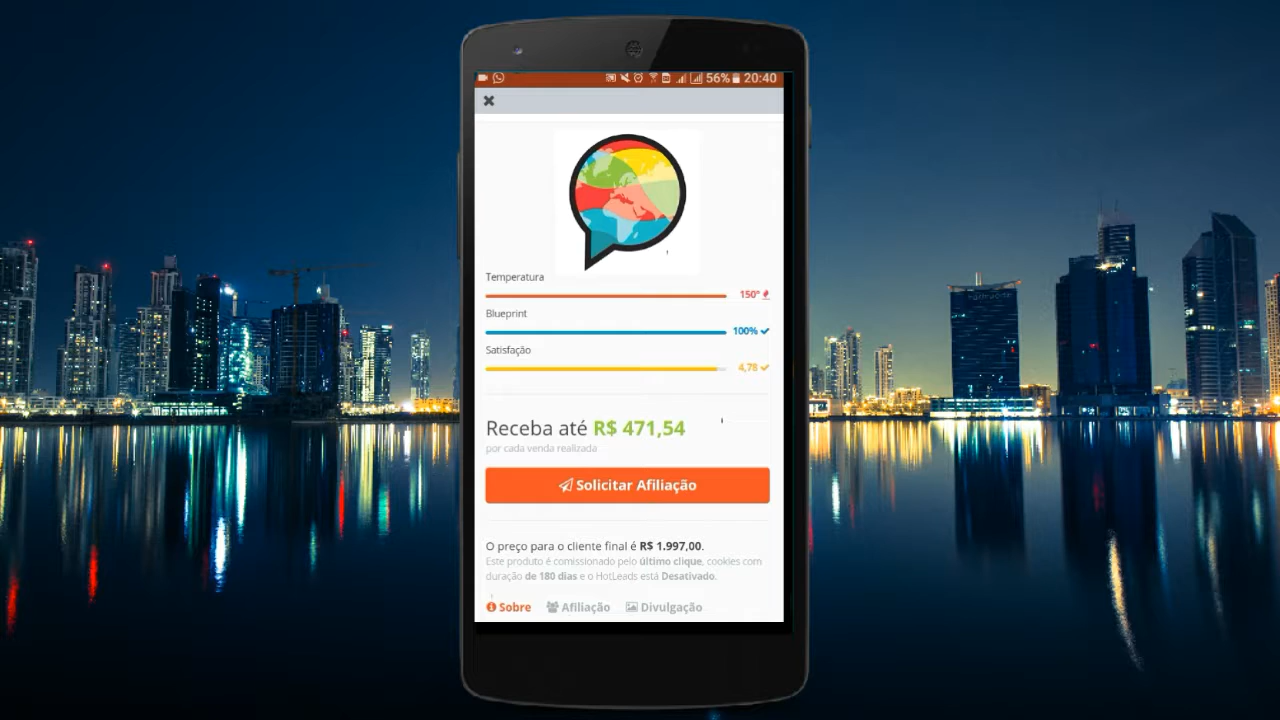 56% 20:40
Temperatura
150°
Blueprint
100%
Satisfação
4,78
Receba até R$ 471,54
por cada venda realizada
Solicitar Afiliação
O preço para o cliente final é R$ 1.997,00.
Este produto é comissionado pelo último clique, cookies com
duração de 180 dias e o HotLeads está Desativado.
Sobre Afiliação Divulgação